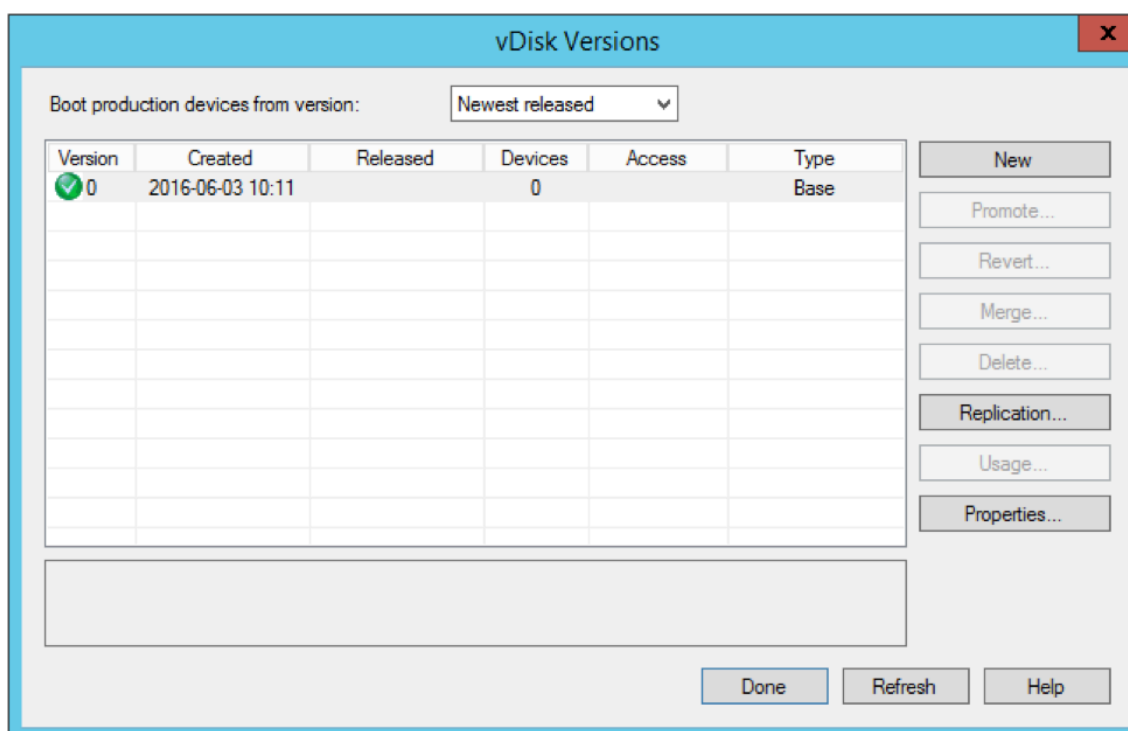 vDisk Versions
x
Boot production devices from version: Newest released
Version Created Released Devices Access Type
0 2016-06-03 10:11 0 Base
New
Promote...
Revert...
Merge...
Delete...
Replication...
Usage...
Properties...
Done Refresh Help